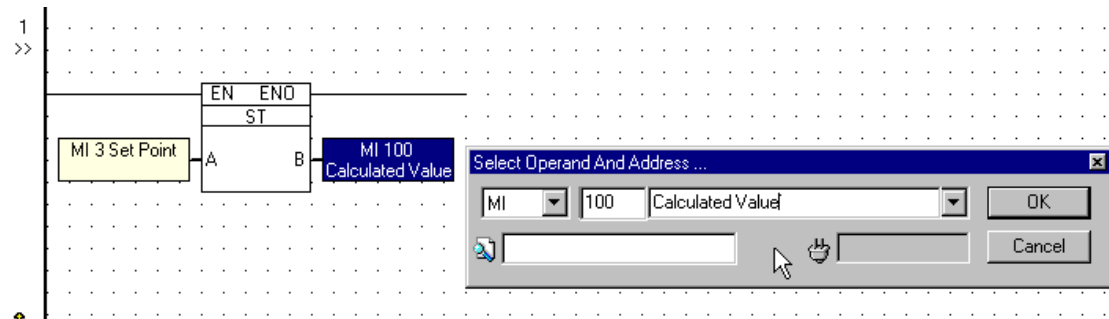 1
>>
EN ENO
ST
MI 3 Set Point
A B
MI 100
Calculated Value
Select Operand And Address ...
MI 100 Calculated Value OK
Cancel